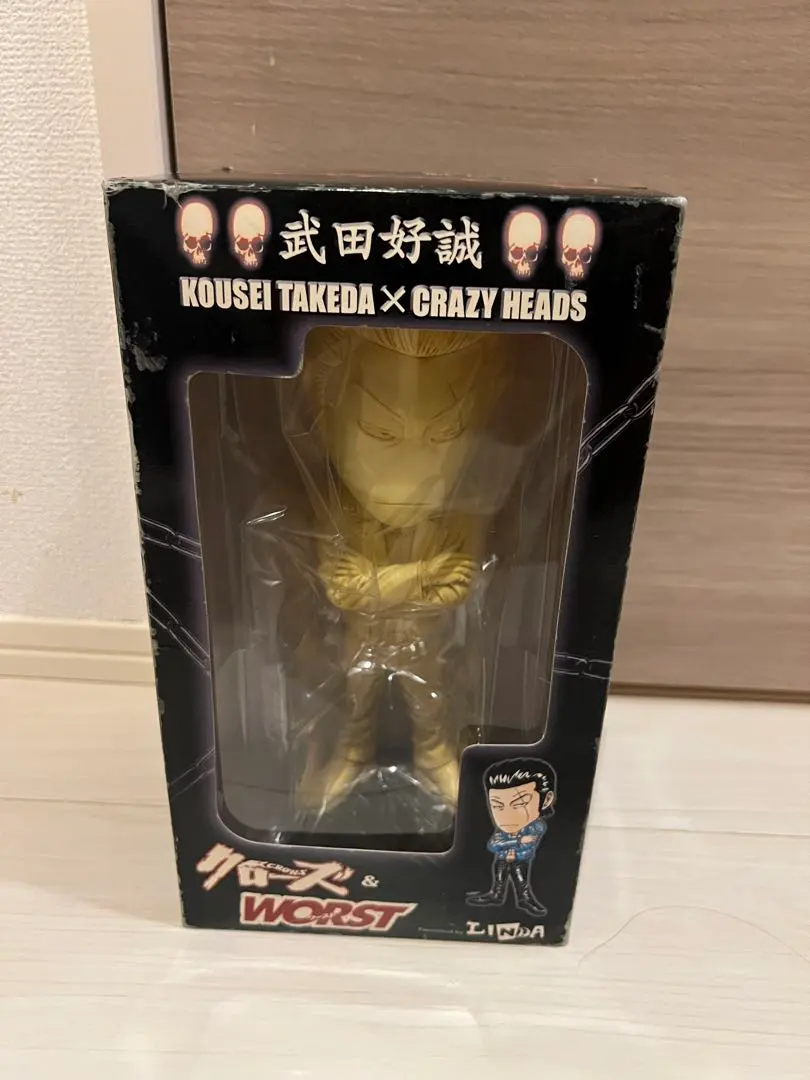 武田好誠
KOUSEI TAKEDA × CRAZY HEADS
クローズ
CROWS
&
WORST
LINDA